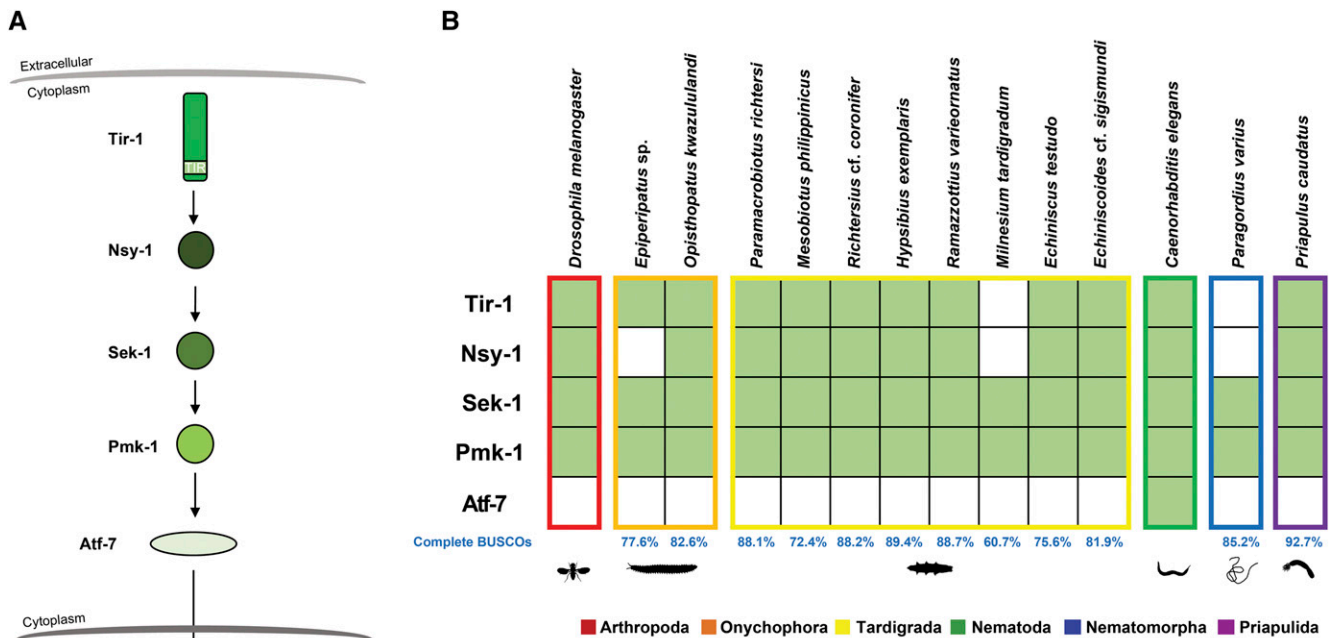 A
Extracellular
Cytoplasm
Tir-1
TIR
Nsy-1
Sek-1
Pmk-1
Atf-7
Cytoplasm
B
Drosophila melanogaster
Epiperipatus sp.
Opisthopatus kwazululandi
Paramacrobiotus richtersi
Mesobiotus philippinicus
Richtersius cf. coronifer
Hypsibius exemplaris
Ramazzottius varieornatus
Milnesium tardigradum
Echiniscus testudo
Echiniscoides cf. sigismundi
Caenorhabditis elegans
Paragordius varius
Priapulus caudatus
Tir-1
Nsy-1
Sek-1
Pmk-1
Atf-7
Complete BUSCOs 77.6% 82.6% 88.1% 72.4% 88.2% 89.4% 88.7% 60.7% 75.6% 81.9% 85.2% 92.7%
Arthropoda Onychophora Tardigrada Nematoda Nematomorpha Priapulida